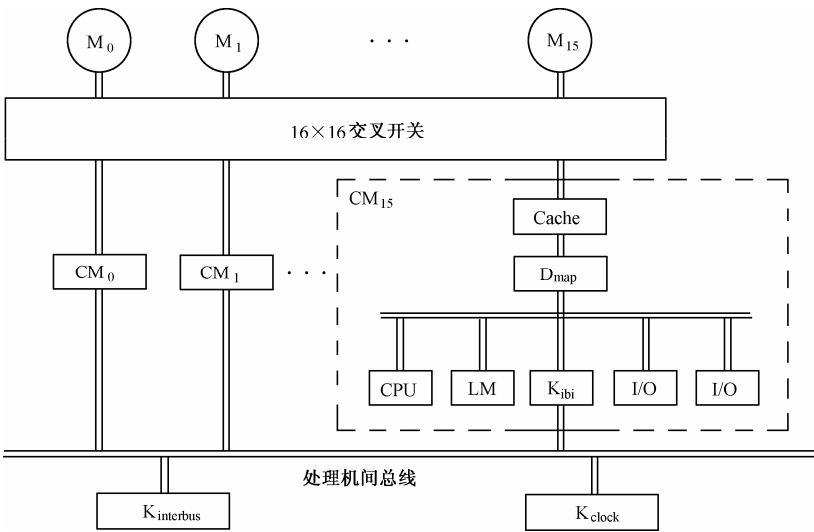 M₀ M₁ · · · M₁₅
16×16交叉开关
CM₁₅
Cache
CM₀ CM₁ · · · Dmap
CPU LM Kibi I/O I/O
处理机间总线
Kinterbus Kclock